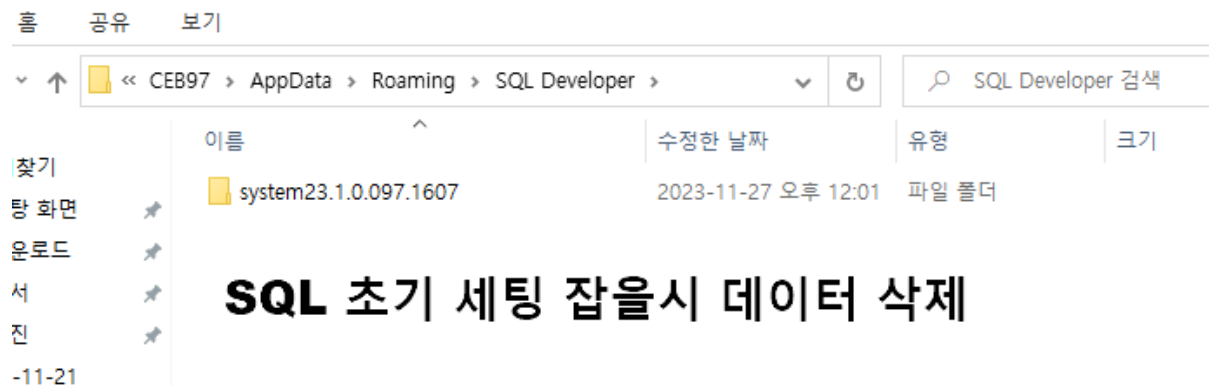 홈 공유 보기
« CEB97 › AppData › Roaming › SQL Developer › SQL Developer 검색
이름 수정한 날짜 유형 크기
찾기
system23.1.0.097.1607 2023-11-27 오후 12:01 파일 폴더
탕 화면
운로드
서
SQL 초기 세팅 잡을시 데이터 삭제
진
-11-21